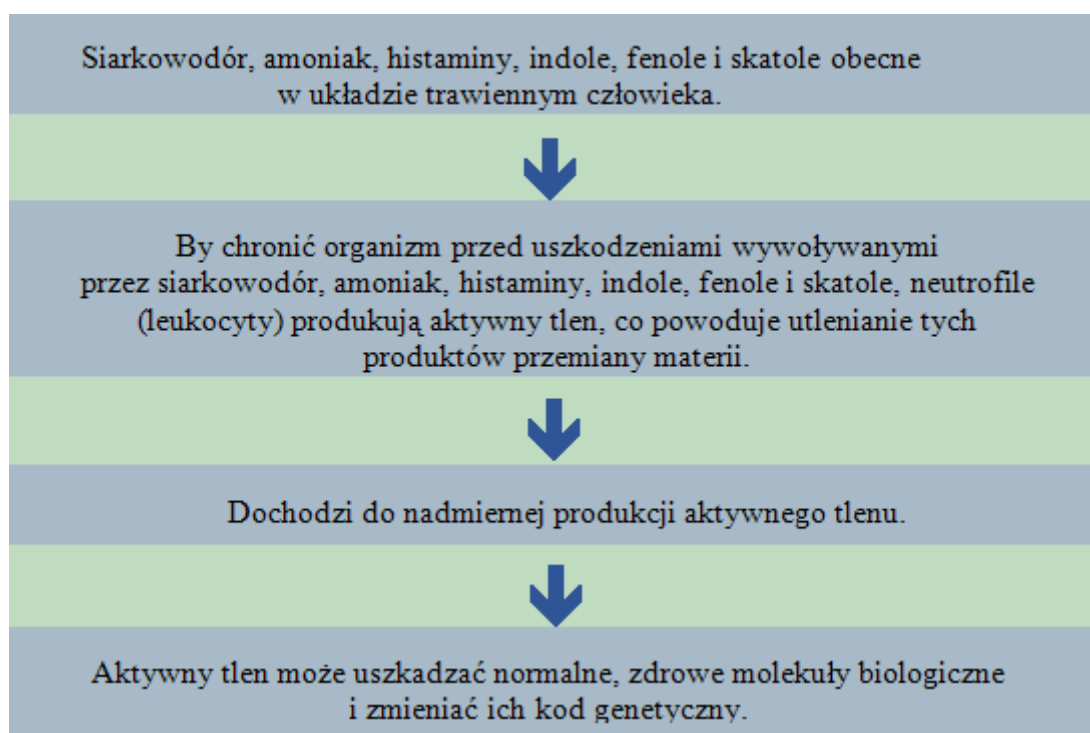 Siarkowodór, amoniak, histaminy, indole, fenole i skatole obecne
w układzie trawiennym człowieka.
By chronić organizm przed uszkodzeniami wywoływanymi
przez siarkowodór, amoniak, histaminy, indole, fenole i skatole, neutrofile
(leukocyty) produkują aktywny tlen, co powoduje utlenianie tych
produktów przemiany materii.
Dochodzi do nadmiernej produkcji aktywnego tlenu.
Aktywny tlen może uszkadzać normalne, zdrowe molekuły biologiczne
i zmieniać ich kod genetyczny.